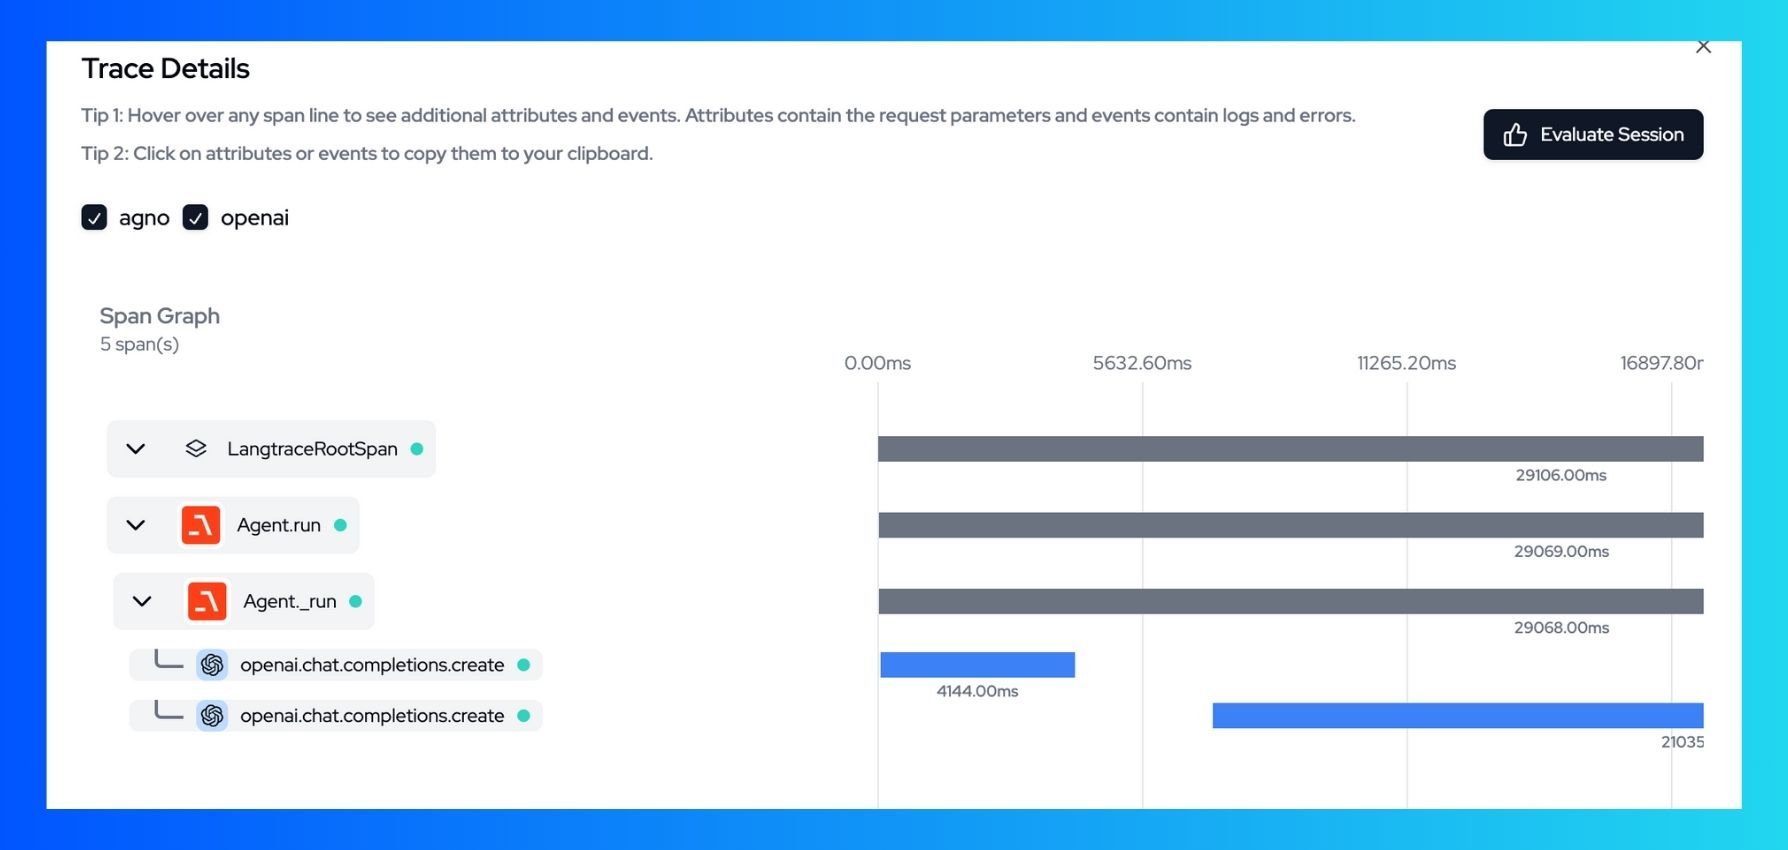 Trace Details
Tip 1: Hover over any span line to see additional attributes and events. Attributes contain the request parameters and events contain logs and errors.
Tip 2: Click on attributes or events to copy them to your clipboard.
Evaluate Session
agno openai
Span Graph
5 span(s)
0.00ms 5632.60ms 11265.20ms 16897.80r
LangtraceRootSpan
29106.00ms
Agent.run
29069.00ms
Agent._run
29068.00ms
openai.chat.completions.create
4144.00ms
openai.chat.completions.create
21035